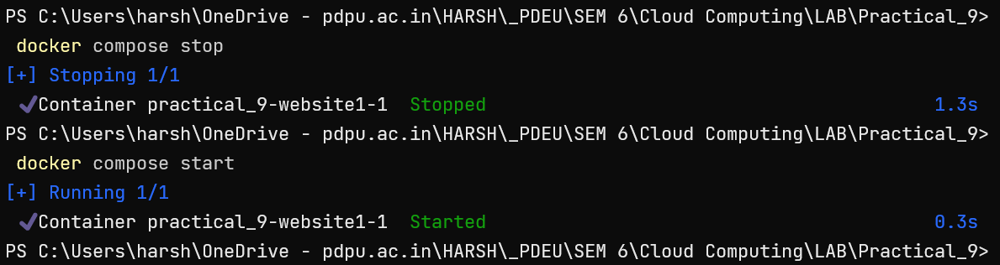 PS C:\Users\harsh\OneDrive - pdpu.ac.in\HARSH\_PDEU\SEM 6\Cloud Computing\LAB\Practical_9>
docker compose stop
[+] Stopping 1/1
✔Container practical_9-website1-1  Stopped 1.3s
PS C:\Users\harsh\OneDrive - pdpu.ac.in\HARSH\_PDEU\SEM 6\Cloud Computing\LAB\Practical_9>
docker compose start
[+] Running 1/1
✔Container practical_9-website1-1  Started 0.3s
PS C:\Users\harsh\OneDrive - pdpu.ac.in\HARSH\_PDEU\SEM 6\Cloud Computing\LAB\Practical_9>